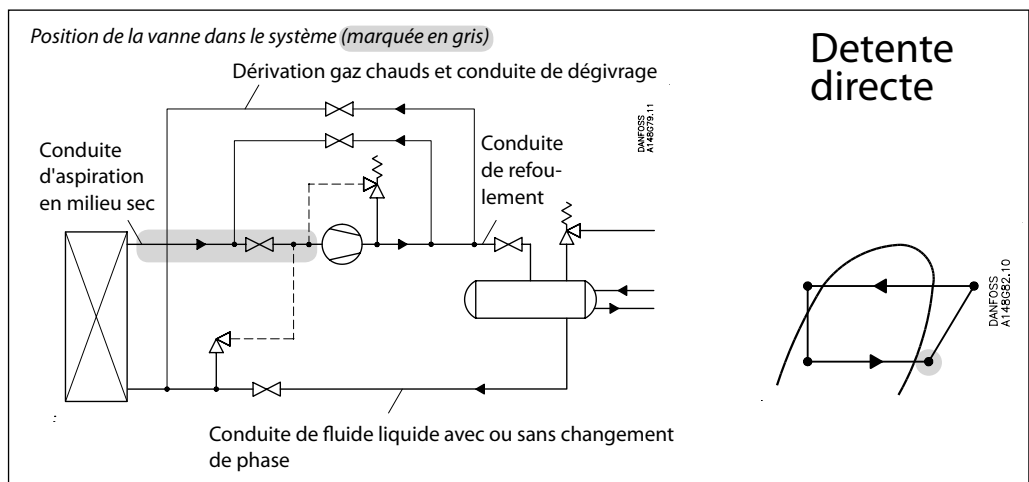 Position de la vanne dans le système (marquée en gris)
Detente
directe
Dérivation gaz chauds et conduite de dégivrage
DANFOSS
A148G79.11
Conduite
d'aspiration
en milieu sec
Conduite
de refou-
lement
DANFOSS
A148G82.10
Conduite de fluide liquide avec ou sans changement
de phase